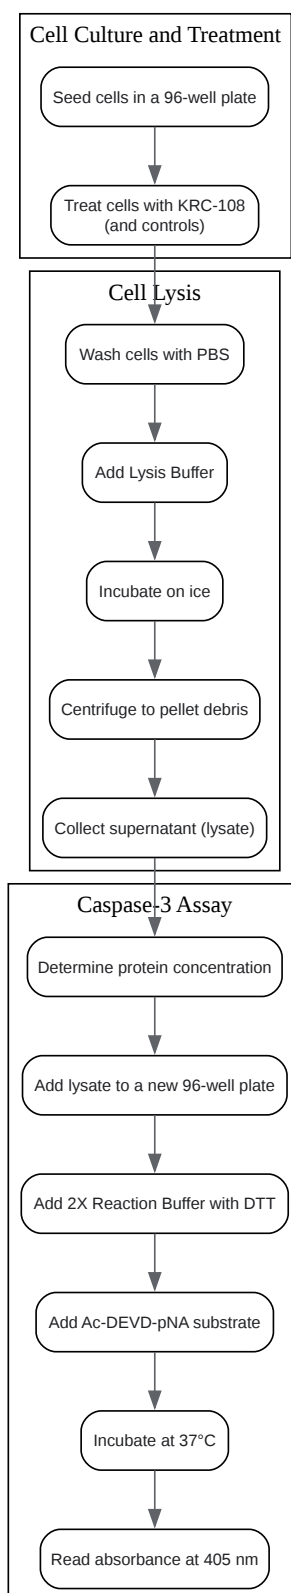 Cell Culture and Treatment
Seed cells in a 96-well plate
Treat cells with KRC-108
(and controls)
Cell Lysis
Wash cells with PBS
Add Lysis Buffer
Incubate on ice
Centrifuge to pellet debris
Collect supernatant (lysate)
Caspase-3 Assay
Determine protein concentration
Add lysate to a new 96-well plate
Add 2X Reaction Buffer with DTT
Add Ac-DEVD-pNA substrate
Incubate at 37°C
Read absorbance at 405 nm